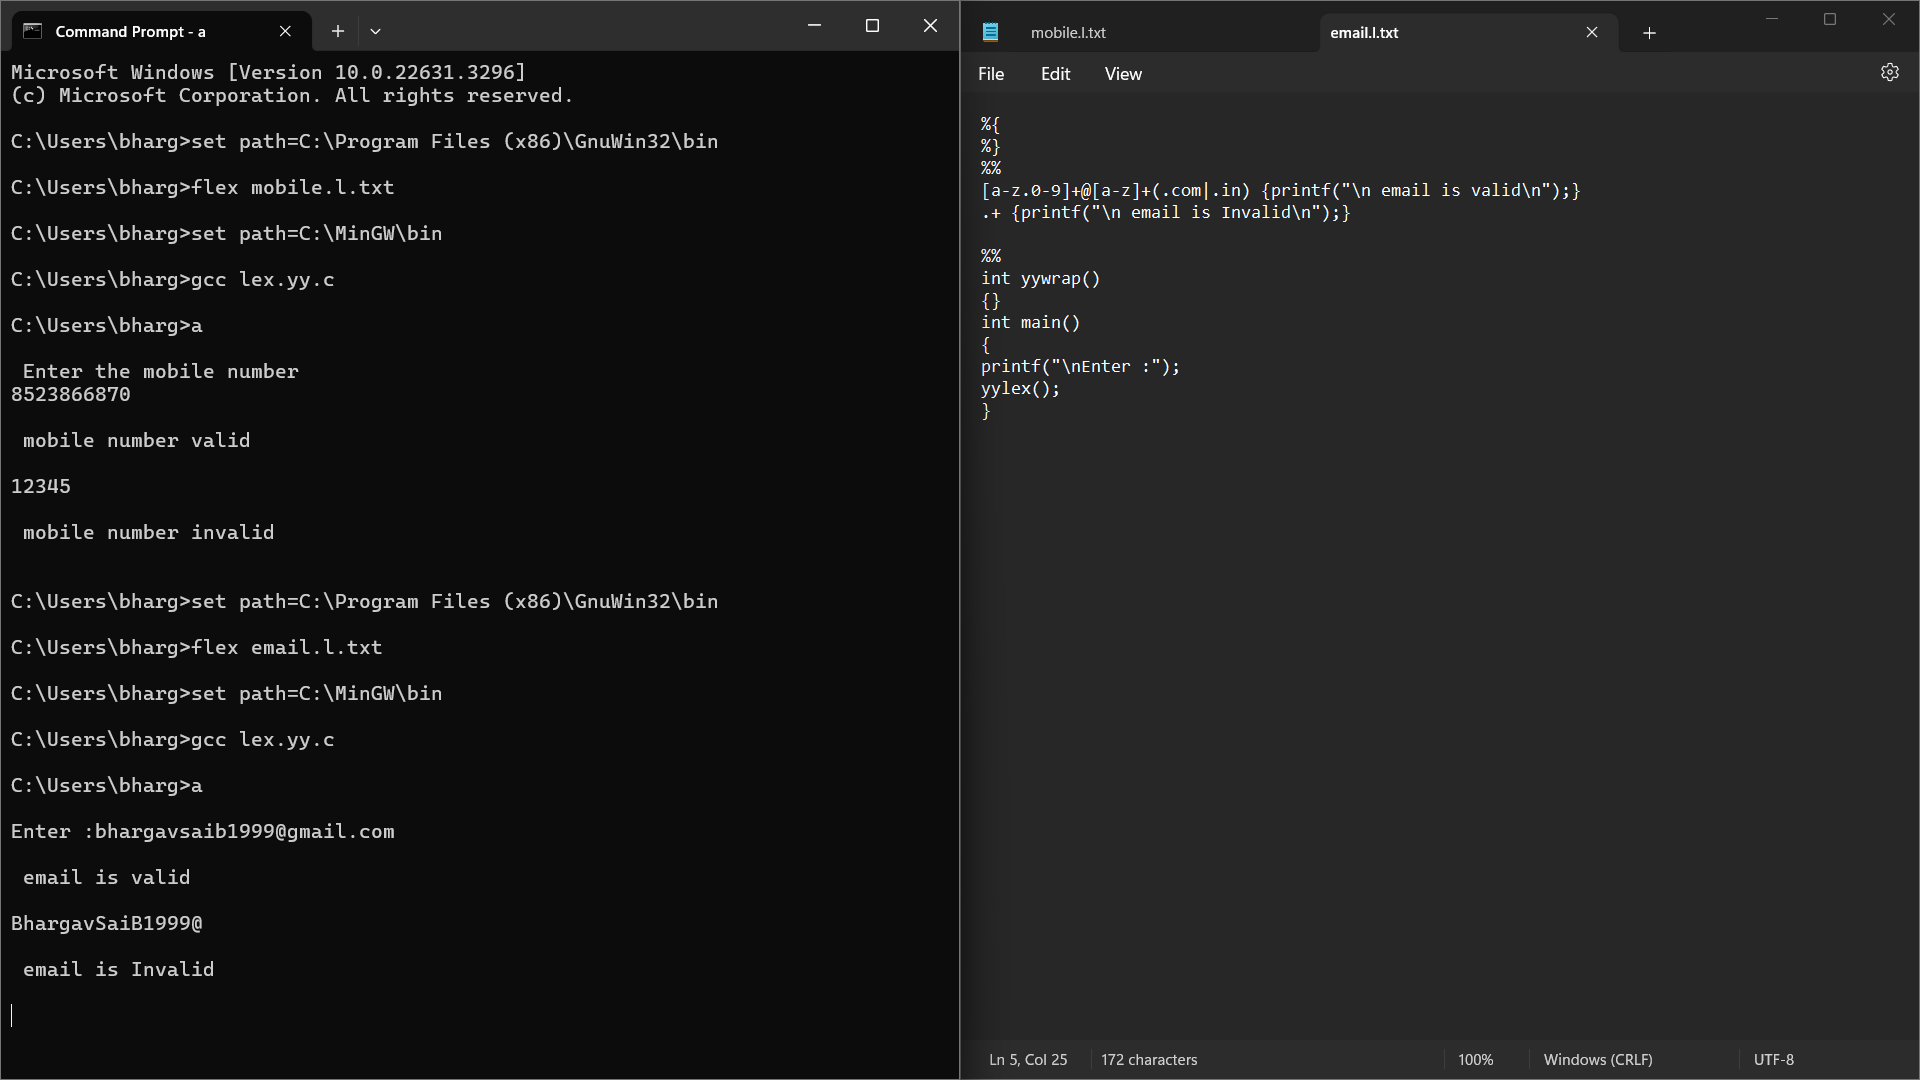 Command Prompt - a
Microsoft Windows [Version 10.0.22631.3296]
(c) Microsoft Corporation. All rights reserved.
C:\Users\bharg>set path=C:\Program Files (x86)\GnuWin32\bin
C:\Users\bharg>flex mobile.l.txt
C:\Users\bharg>set path=C:\MinGW\bin
C:\Users\bharg>gcc lex.yy.c
C:\Users\bharg>a
Enter the mobile number
8523866870
mobile number valid
12345
mobile number invalid
C:\Users\bharg>set path=C:\Program Files (x86)\GnuWin32\bin
C:\Users\bharg>flex email.l.txt
C:\Users\bharg>set path=C:\MinGW\bin
C:\Users\bharg>gcc lex.yy.c
C:\Users\bharg>a
Enter :bhargavsaib1999@gmail.com
email is valid
BhargavSaiB1999@
email is Invalid
mobile.l.txt
email.l.txt
File Edit View
%{
%}
%%
[a-z.0-9]+@[a-z]+(.com|.in) {printf("\n email is valid\n");}
.+ {printf("\n email is Invalid\n");}
%%
int yywrap()
{}
int main()
{
printf("\nEnter :");
yylex();
}
Ln 5, Col 25 172 characters 100% Windows (CRLF) UTF-8